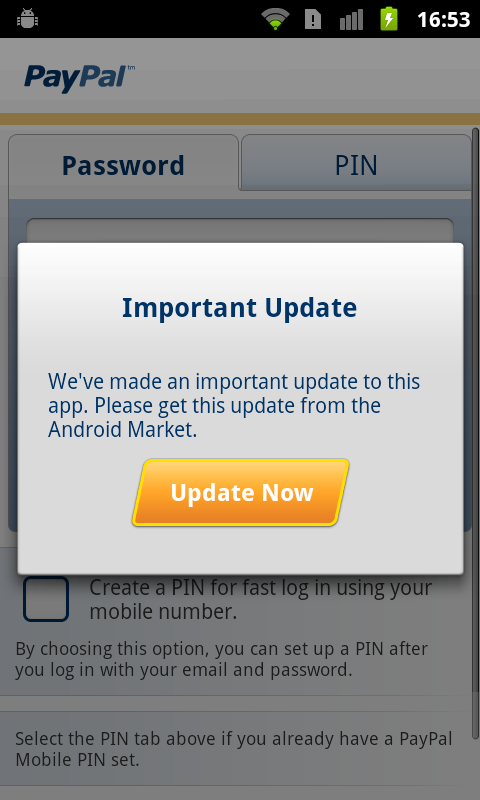 16:53
PayPal™
Password
PIN
Important Update
We've made an important update to this
app. Please get this update from the
Android Market.
Update Now
Create a PIN for fast log in using your
mobile number.
By choosing this option, you can set up a PIN after
you log in with your email and password.
Select the PIN tab above if you already have a PayPal
Mobile PIN set.